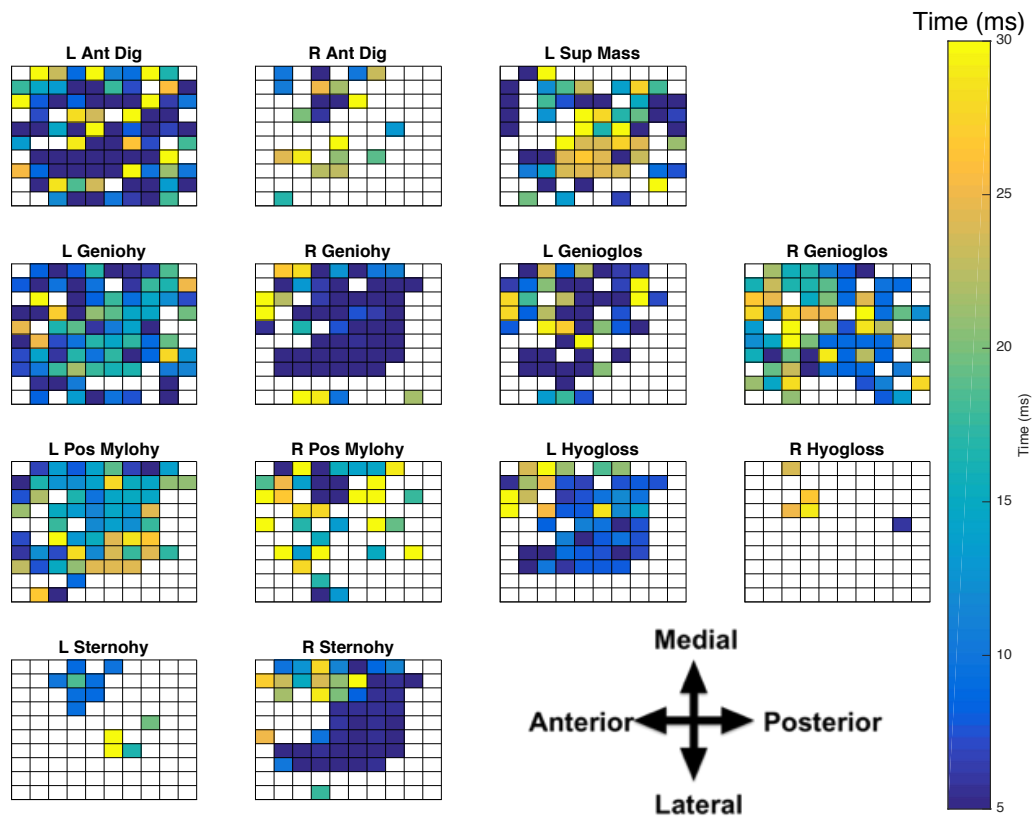 Time (ms)
L Ant Dig
R Ant Dig
L Sup Mass
30
L Geniohy
R Geniohy
L Genioglos
R Genioglos
25
20
Time (ms)
L Pos Mylohy
R Pos Mylohy
L Hyogloss
R Hyogloss
15
L Sternohy
R Sternohy
Medial
10
Anterior
Posterior
Lateral
5